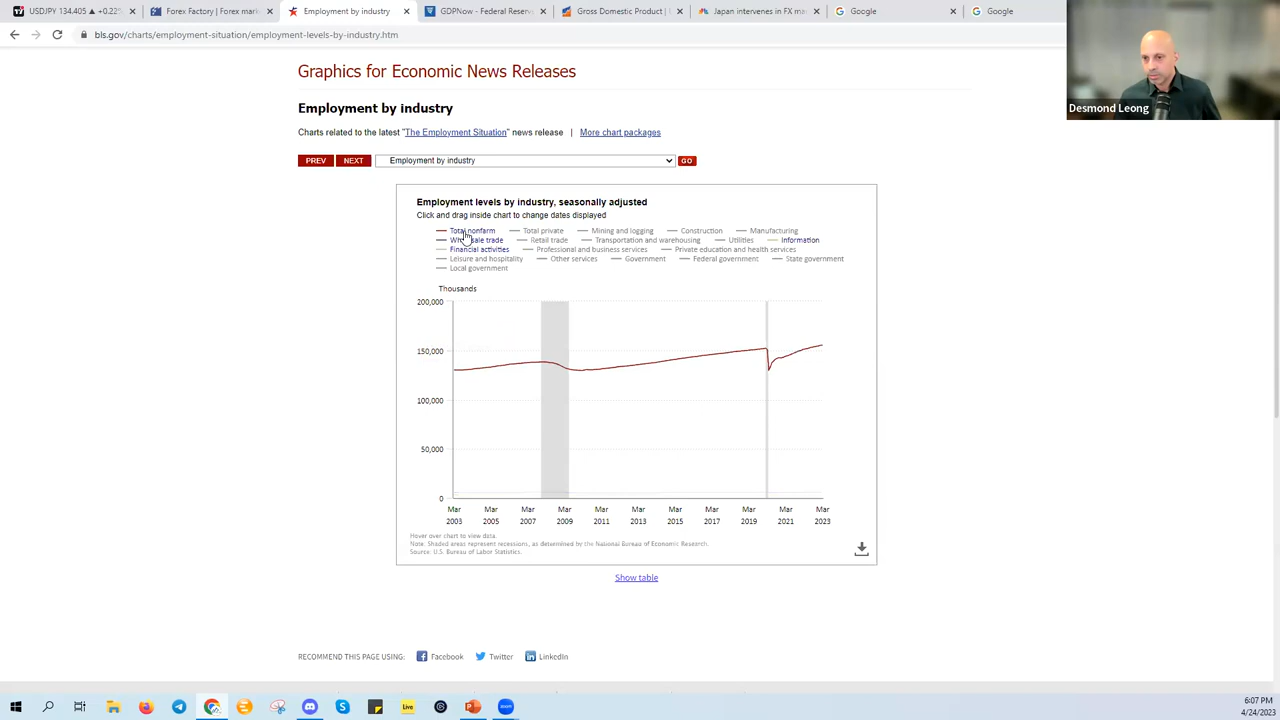 USDJPY 134.405 ▲ +0.22%
Forex Factory | Forex mark
Employment by industry
GDPNow - Federal Reserv
Gross Domestic Product |
Japan intervenes in FX ma
Google
Google
bls.gov/charts/employment-situation/employment-levels-by-industry.htm
Desmond Leong
Graphics for Economic News Releases
Employment by industry
Charts related to the latest "The Employment Situation" news release | More chart packages
PREV NEXT Employment by industry GO
Employment levels by industry, seasonally adjusted
Click and drag inside chart to change dates displayed
Total nonfarm Total private Mining and logging Construction Manufacturing
Wholesale trade Retail trade Transportation and warehousing Utilities Information
Financial activities Professional and business services Private education and health services
Leisure and hospitality Other services Government Federal government State government
Local government
Thousands
200,000
150,000
100,000
50,000
0
Mar Mar Mar Mar Mar Mar Mar Mar Mar Mar Mar
2003 2005 2007 2009 2011 2013 2015 2017 2019 2021 2023
Hover over chart to view data.
Note: Shaded areas represent recessions, as determined by the National Bureau of Economic Research.
Source: U.S. Bureau of Labor Statistics.
Show table
RECOMMEND THIS PAGE USING: Facebook Twitter LinkedIn
Live
6:07 PM
4/24/2023